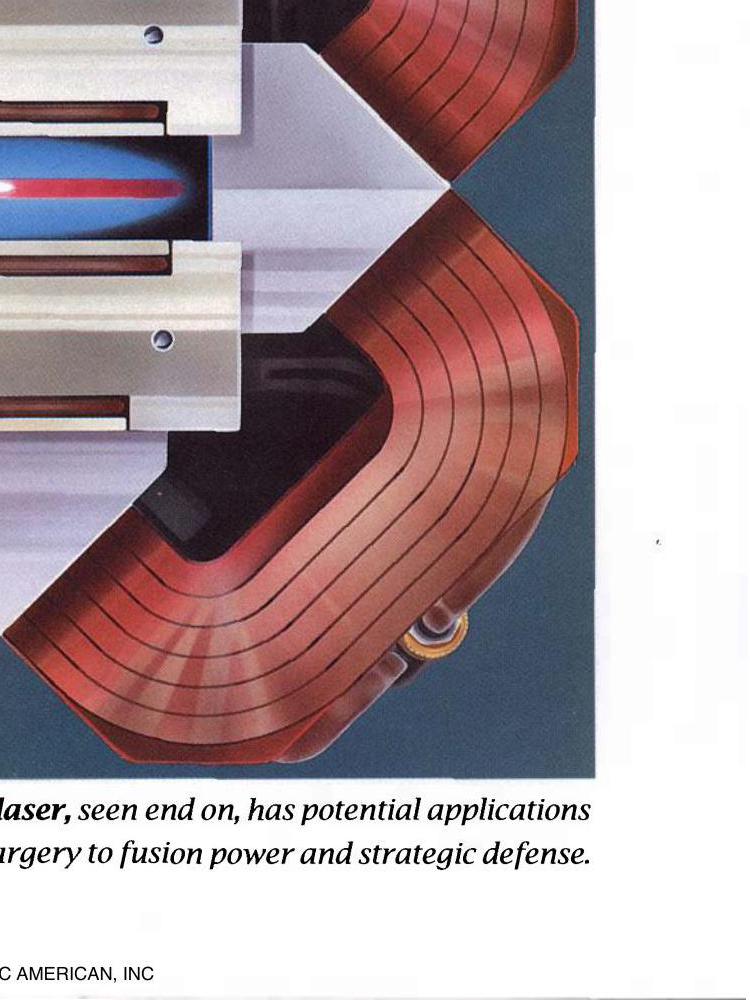 laser, seen end on, has potential applications
urgery to fusion power and strategic defense.
C AMERICAN, INC